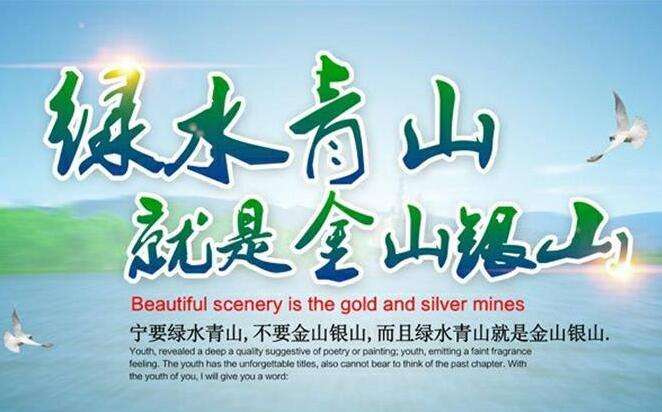 绿水青山
就是金山银山
Beautiful scenery is the gold and silver mines
宁要绿水青山,不要金山银山,而且绿水青山就是金山银山.
Youth, revealed a deep a quality suggestive of poetry or painting; youth, emitting a faint fragrance
feeling. The youth has the unforgettable titles, also cannot bear to think of the past chapter. With
the youth of you, I will give you a word: